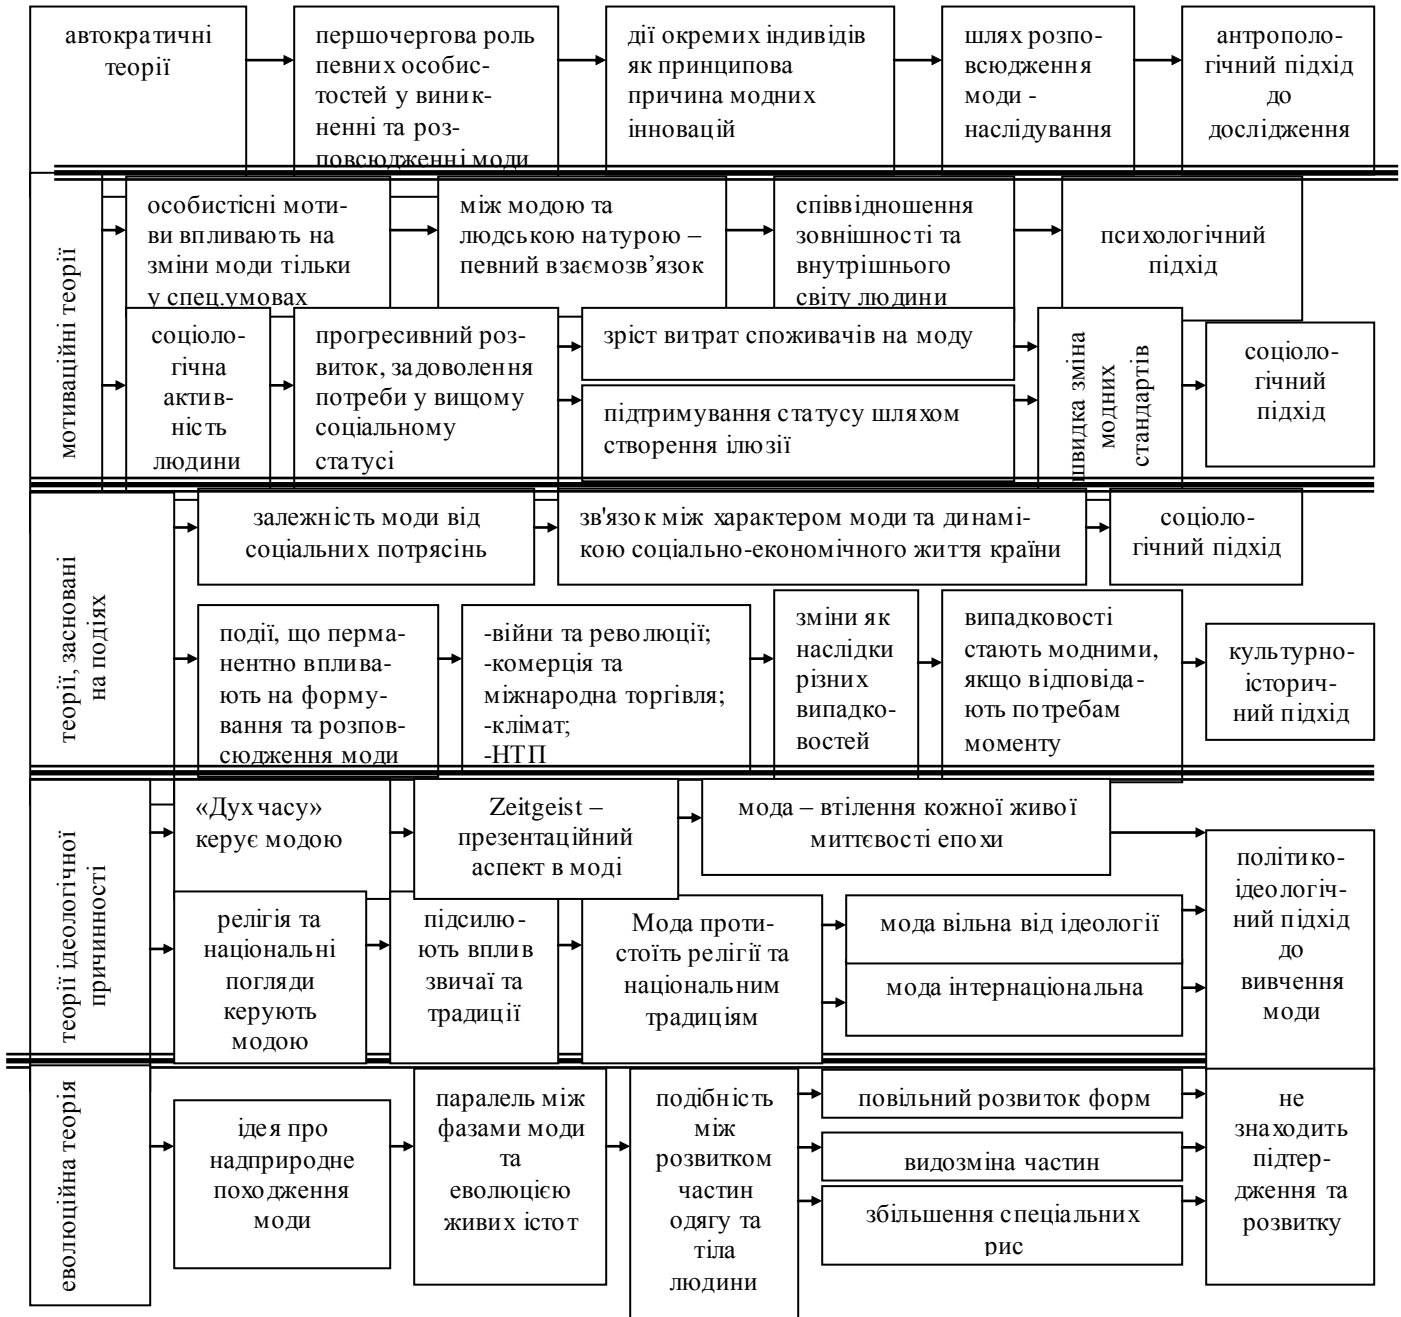 автократичні
теорії
першочергова роль
певних особис-
тостей у виник-
ненні та роз-
повсюдженні моди
дії окремих індивідів
як принципова
причина модних
інновацій
шлях розпо-
всюдження
моди -
наслідування
антрополо-
гічний підхід
до
дослідження
мотиваційні теорії
особистісні моти-
ви впливають на
зміни моди тільки
у спец.умовах
між модою та
людською натурою –
певний взаємозв’язок
співвідношення
зовнішності та
внутрішнього
світу людини
психологічний
підхід
соціоло-
гічна
актив-
ність
людини
прогресивний роз-
виток, задоволення
потреби у вищому
соціальному
статусі
зріст витрат споживачів на моду
підтримування статусу шляхом
створення ілюзії
швидка зміна
модних
стандартів
соціоло-
гічний
підхід
теорії, засновані
на подіях
залежність моди від
соціальних потрясінь
зв'язок між характером моди та динамі-
кою соціально-економічного життя країни
соціоло-
гічний підхід
події, що перма-
нентно вплива-
ють на форму-
вання та розпов-
сюдження моди
-війни та революції;
-комерція та
міжнародна торгівля;
-клімат;
-НТП
зміни як
наслідки
різних
випадко-
востей
випадковості
стають модними,
якщо відповіда-
ють потребам
моменту
культурно-
історич-
ний підхід
теорії ідеологічної
причинності
«Дух часу»
керує модою
Zeitgeist –
презентаційний
аспект в моді
мода – втілення кожної живої
миттєвості епохи
релігія та
національні
погляди
керують
модою
підсилю-
ють вплив
звичаї та
традиції
Мода проти-
стоїть релігії та
національним
традиціям
мода вільна від ідеології
мода інтернаціональна
політико-
ідеологіч-
ний підхід
до
вивчення
моди
еволюційна теорія
ідея про
надприродне
походження
моди
паралель між
фазами моди
та
еволюцією
живих істот
подібність
між
розвитком
частин
одягу та
тіла
людини
повільний розвиток форм
видозміна частин
збільшення спеціальних
рис
не
знаходить
підтер-
дження та
розвитку